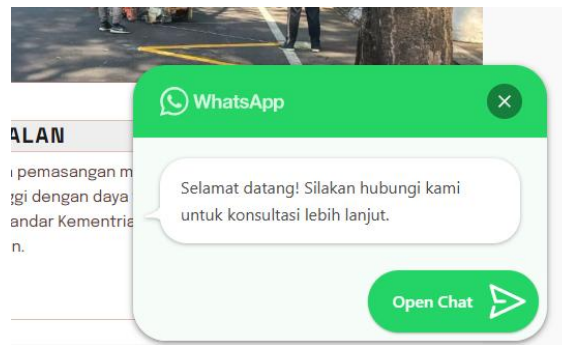 WhatsApp
ALAN
pemasangan m
ggi dengan daya
andar Kementria
n.
Selamat datang! Silakan hubungi kami
untuk konsultasi lebih lanjut.
Open Chat